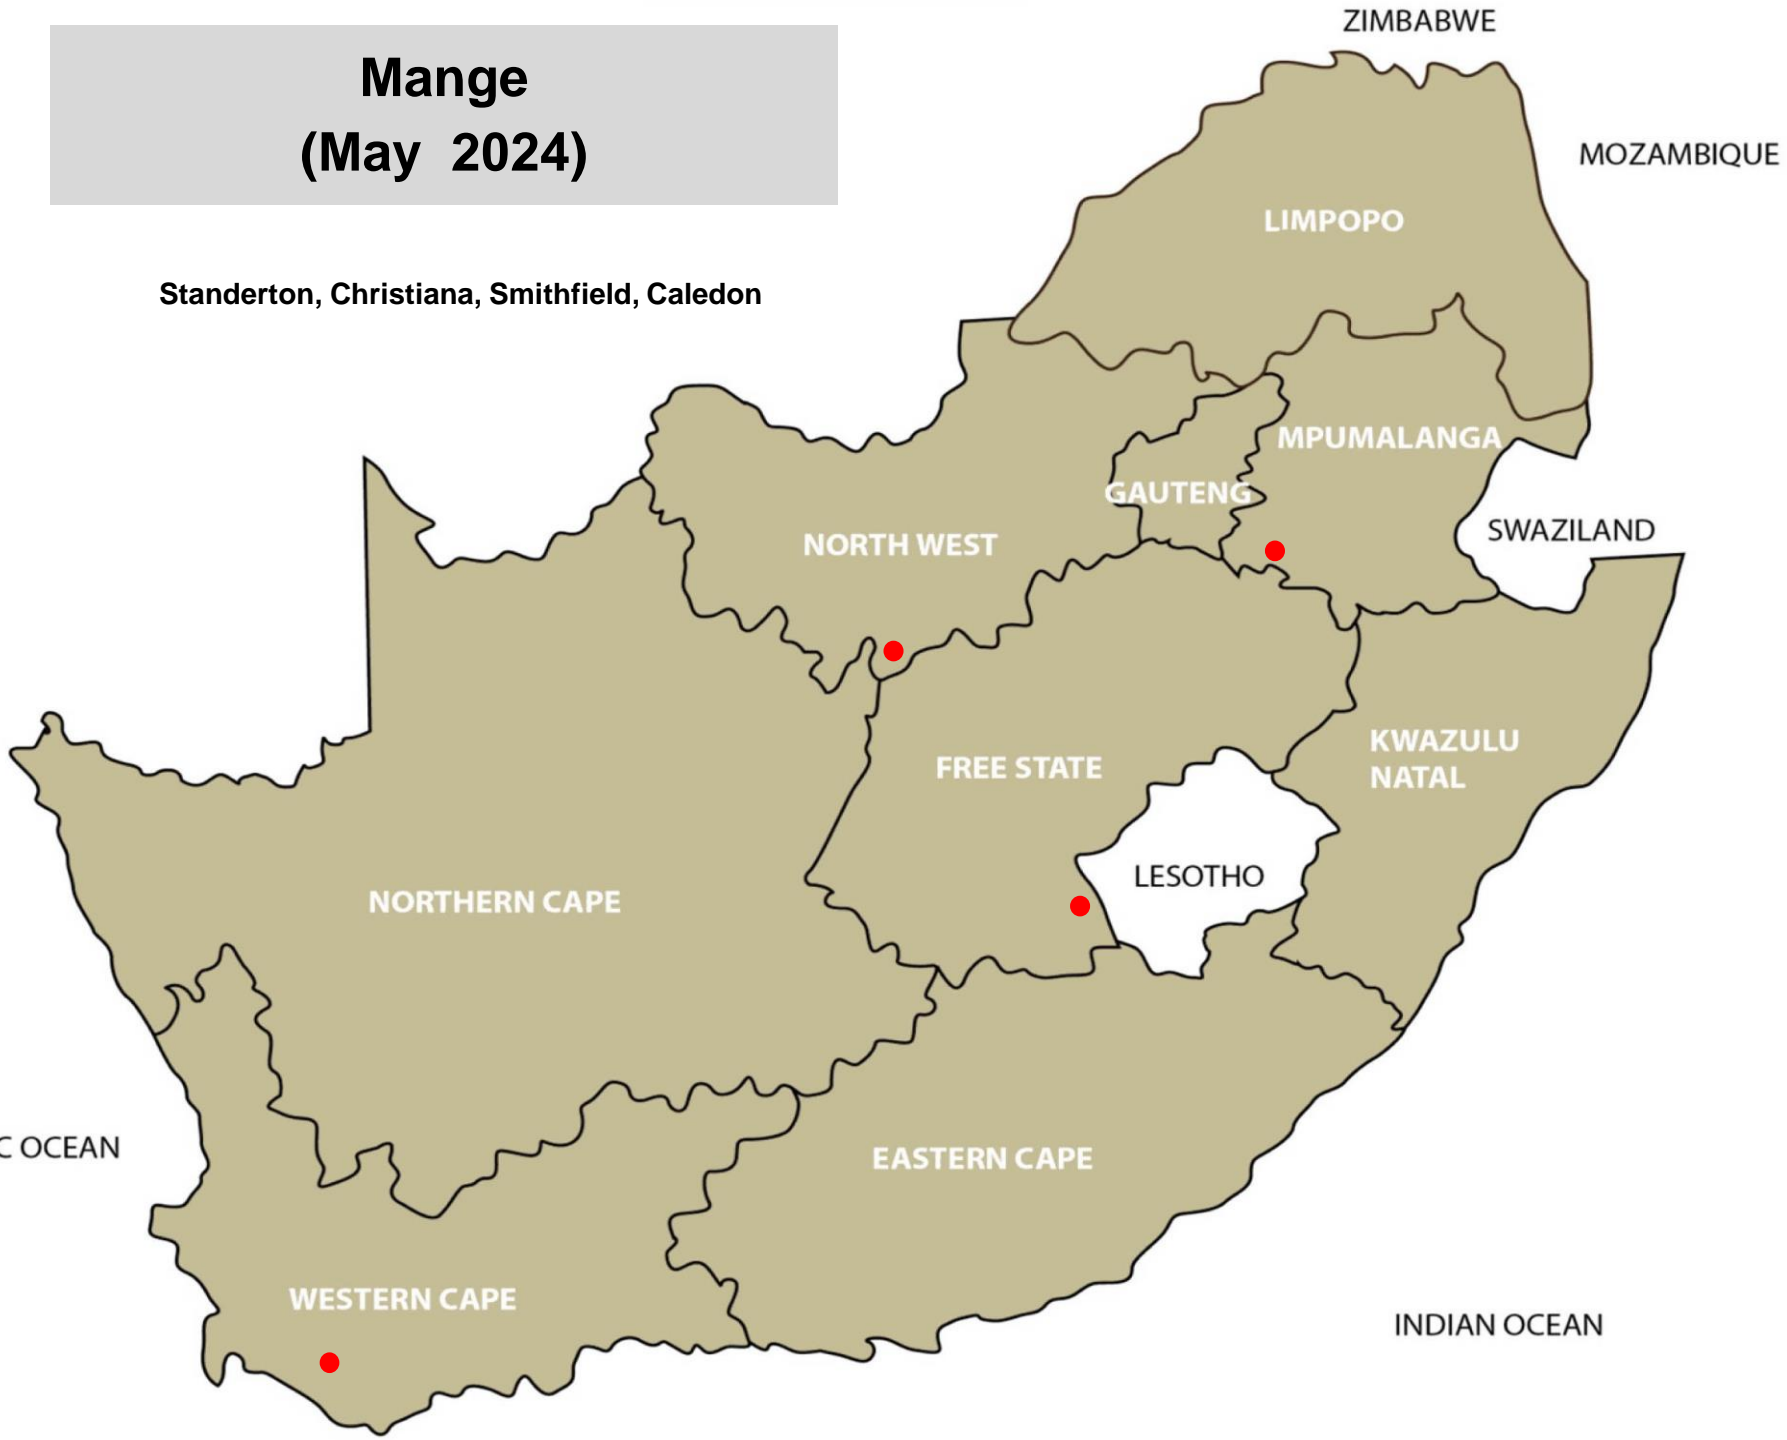 Mange
(May 2024)
Standerton, Christiana, Smithfield, Caledon
ZIMBABWE
MOZAMBIQUE
LIMPOPO
MPUMALANGA
GAUTENG
SWAZILAND
NORTH WEST
KWAZULU
NATAL
FREE STATE
LESOTHO
NORTHERN CAPE
C OCEAN
EASTERN CAPE
WESTERN CAPE
INDIAN OCEAN